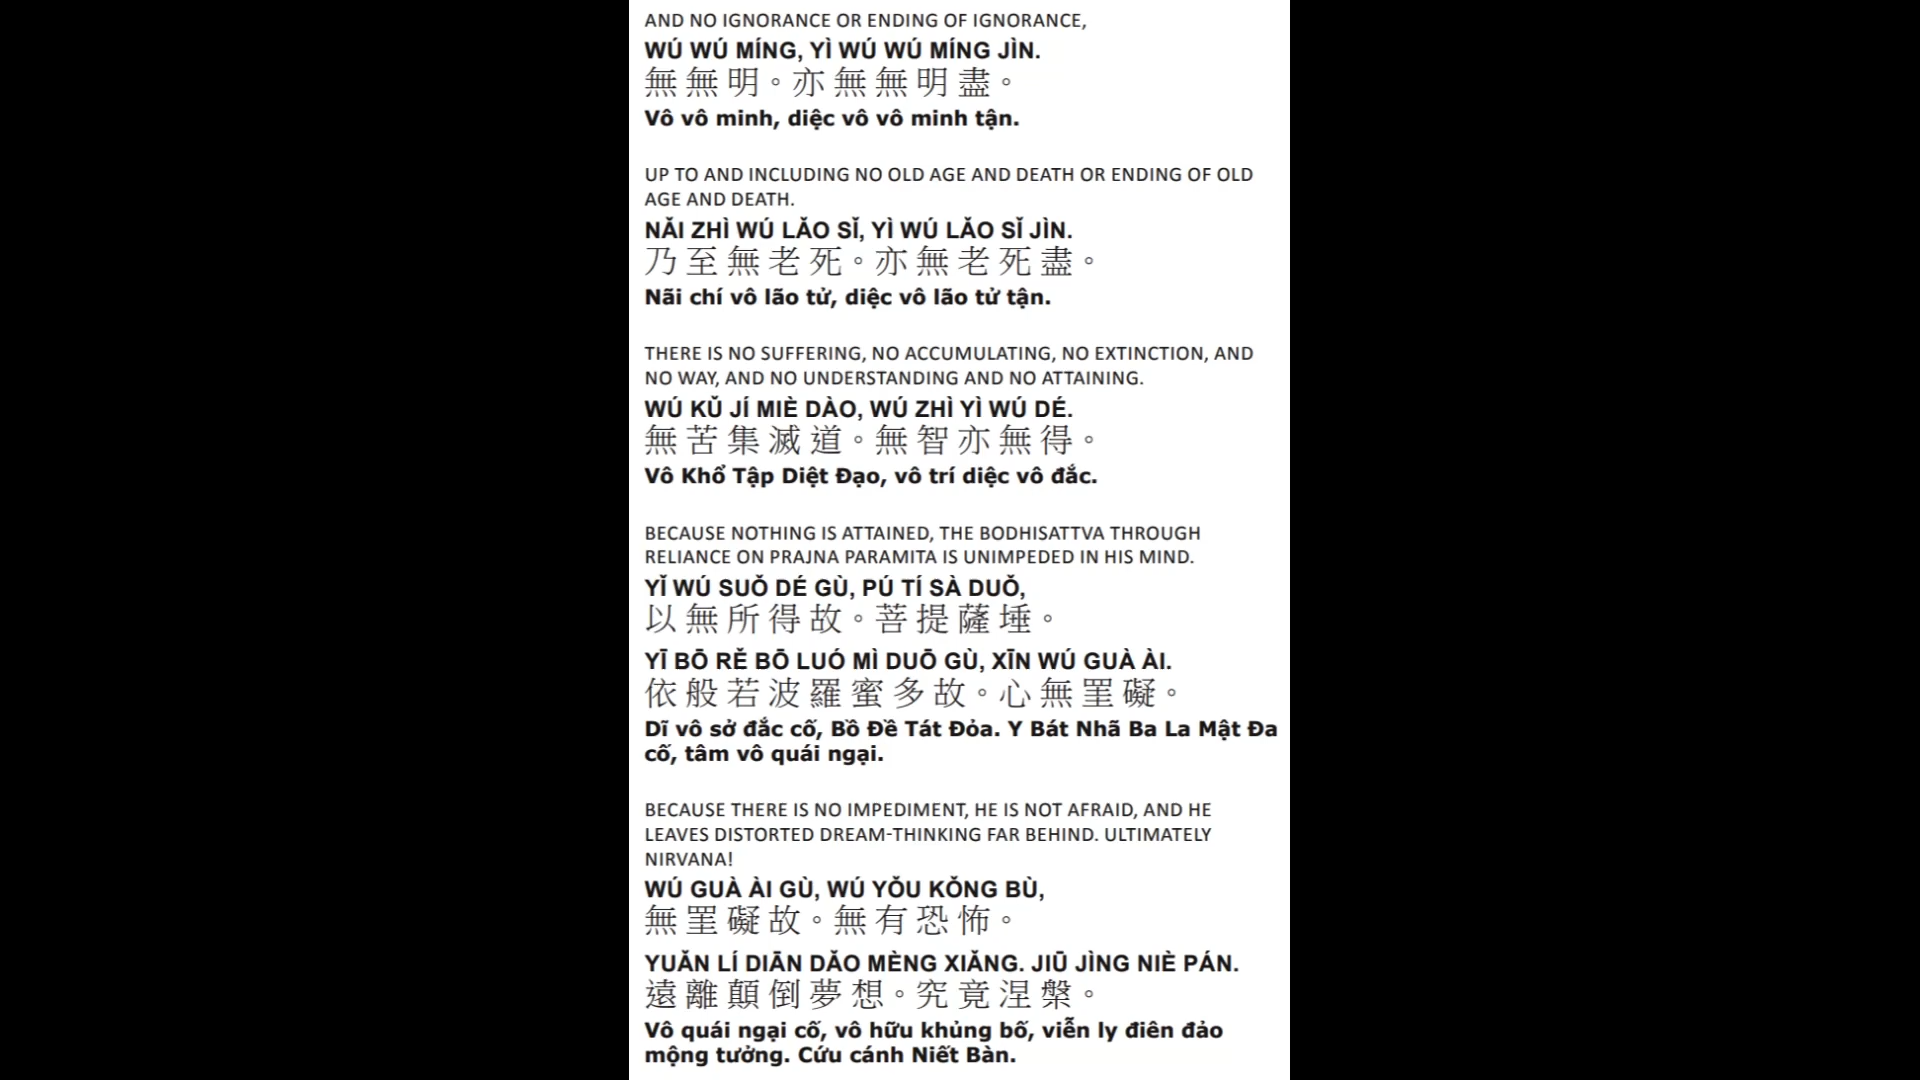 AND NO IGNORANCE OR ENDING OF IGNORANCE,
WÚ WÚ MÍNG, YÌ WÚ WÚ MÍNG JÌN.
無無明。亦無無明盡。
Vô vô minh, diệc vô vô minh tận.
UP TO AND INCLUDING NO OLD AGE AND DEATH OR ENDING OF OLD
AGE AND DEATH.
NǍI ZHÌ WÚ LǍO SǏ, YÌ WÚ LǍO SǏ JÌN.
乃至無老死。亦無老死盡。
Nãi chí vô lão tử, diệc vô lão tử tận.
THERE IS NO SUFFERING, NO ACCUMULATING, NO EXTINCTION, AND
NO WAY, AND NO UNDERSTANDING AND NO ATTAINING.
WÚ KǓ JÍ MIÈ DÀO, WÚ ZHÌ YÌ WÚ DÉ.
無苦集滅道。無智亦無得。
Vô Khổ Tập Diệt Đạo, vô trí diệc vô đắc.
BECAUSE NOTHING IS ATTAINED, THE BODHISATTVA THROUGH
RELIANCE ON PRAJNA PARAMITA IS UNIMPEDED IN HIS MIND.
YǏ WÚ SUǑ DÉ GÙ, PÚ TÍ SÀ DUǑ,
以無所得故。菩提薩埵。
YĪ BŌ RĚ BŌ LUÓ MÌ DUŌ GÙ, XĪN WÚ GUÀ ÀI.
依般若波羅蜜多故。心無罣礙。
Dĩ vô sở đắc cố, Bồ Đề Tát Đỏa. Y Bát Nhã Ba La Mật Đa
cố, tâm vô quái ngại.
BECAUSE THERE IS NO IMPEDIMENT, HE IS NOT AFRAID, AND HE
LEAVES DISTORTED DREAM-THINKING FAR BEHIND. ULTIMATELY
NIRVANA!
WÚ GUÀ ÀI GÙ, WÚ YǑU KǑNG BÙ,
無罣礙故。無有恐怖。
YUǍN LÍ DIĀN DǍO MÈNG XIǍNG. JIŪ JÌNG NIÈ PÁN.
遠離顛倒夢想。究竟涅槃。
Vô quái ngại cố, vô hữu khủng bố, viễn ly điên đảo
mộng tưởng. Cứu cánh Niết Bàn.